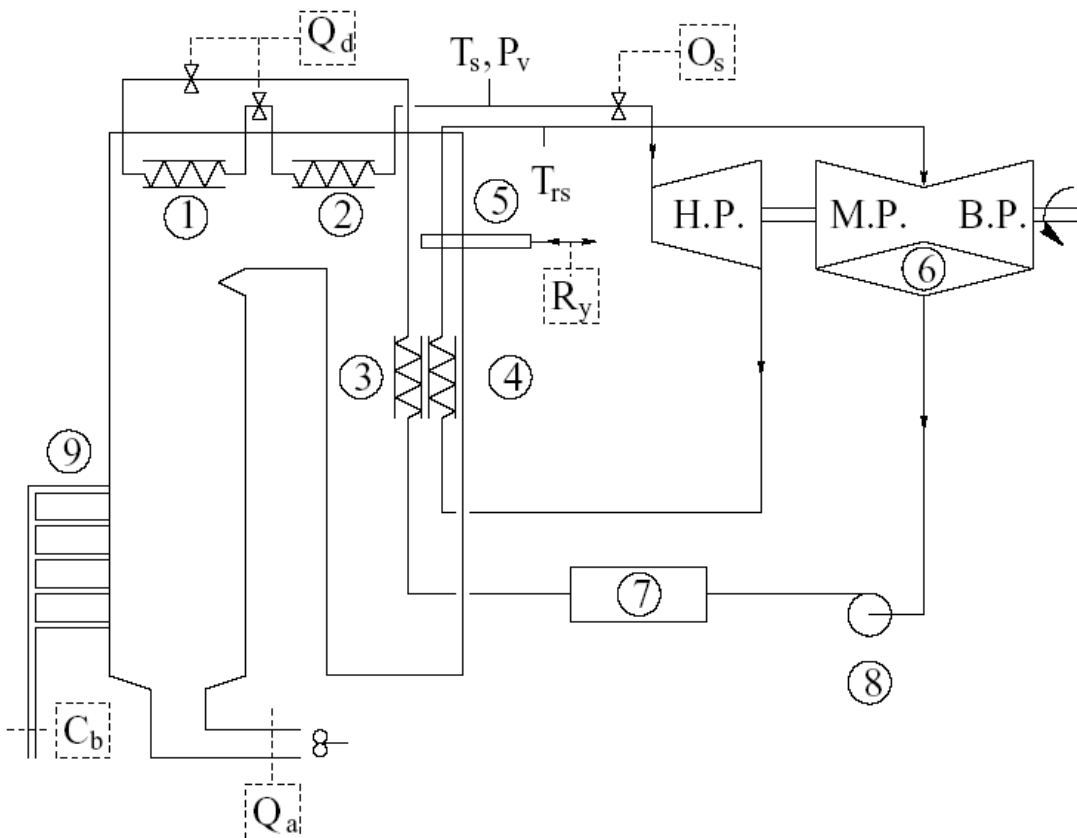 Q_d
T_s, P_v
O_s
1
2
T_rs
5
H.P.
M.P.
B.P.
6
R_y
3
4
9
7
8
C_b
Q_a